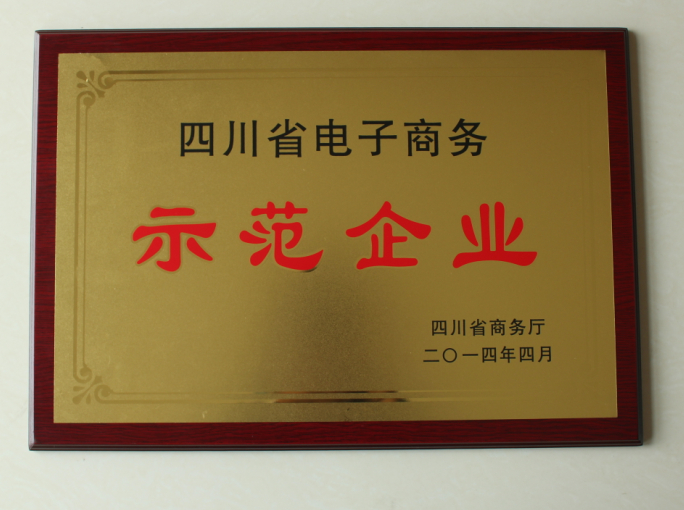 四川省电子商务
示范企业
四川省商务厅
二〇一四年四月